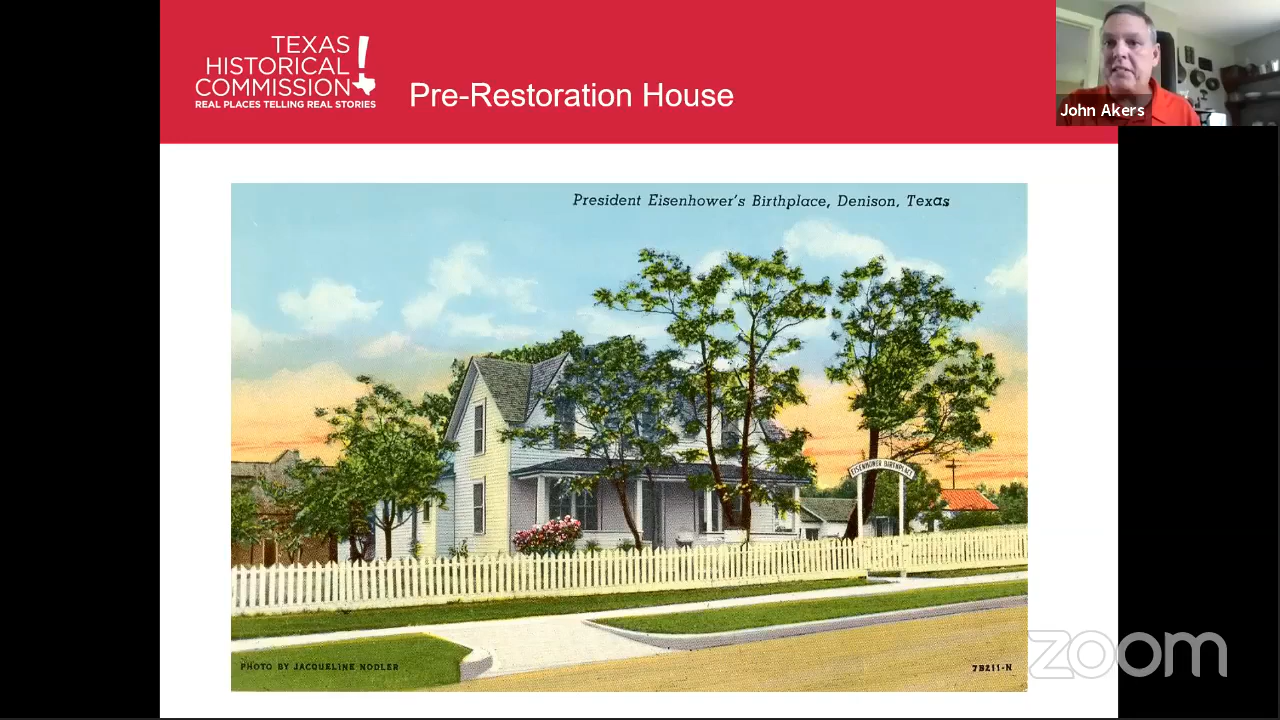 TEXAS
HISTORICAL
COMMISSION
REAL PLACES TELLING REAL STORIES
Pre-Restoration House
John Akers
President Eisenhower's Birthplace, Denison, Texas
EISENHOWER BIRTHPLACE
PHOTO BY JACQUELINE NODLER
7B211-N
zoom